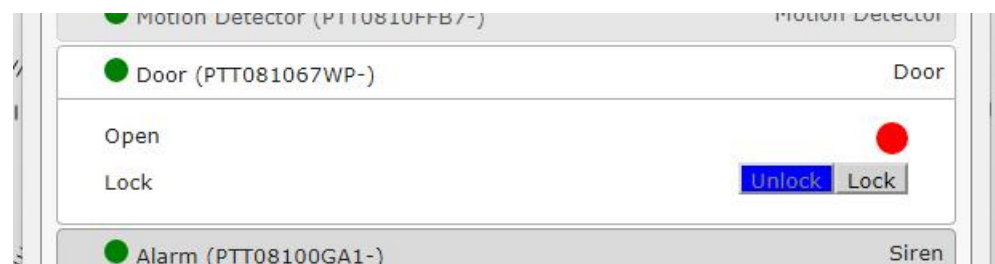 Motion Detector (PTT0810FFB7-) Motion Detector
Door (PTT081067WP-) Door
Open
Lock Unlock Lock
Alarm (PTT08100GA1-) Siren